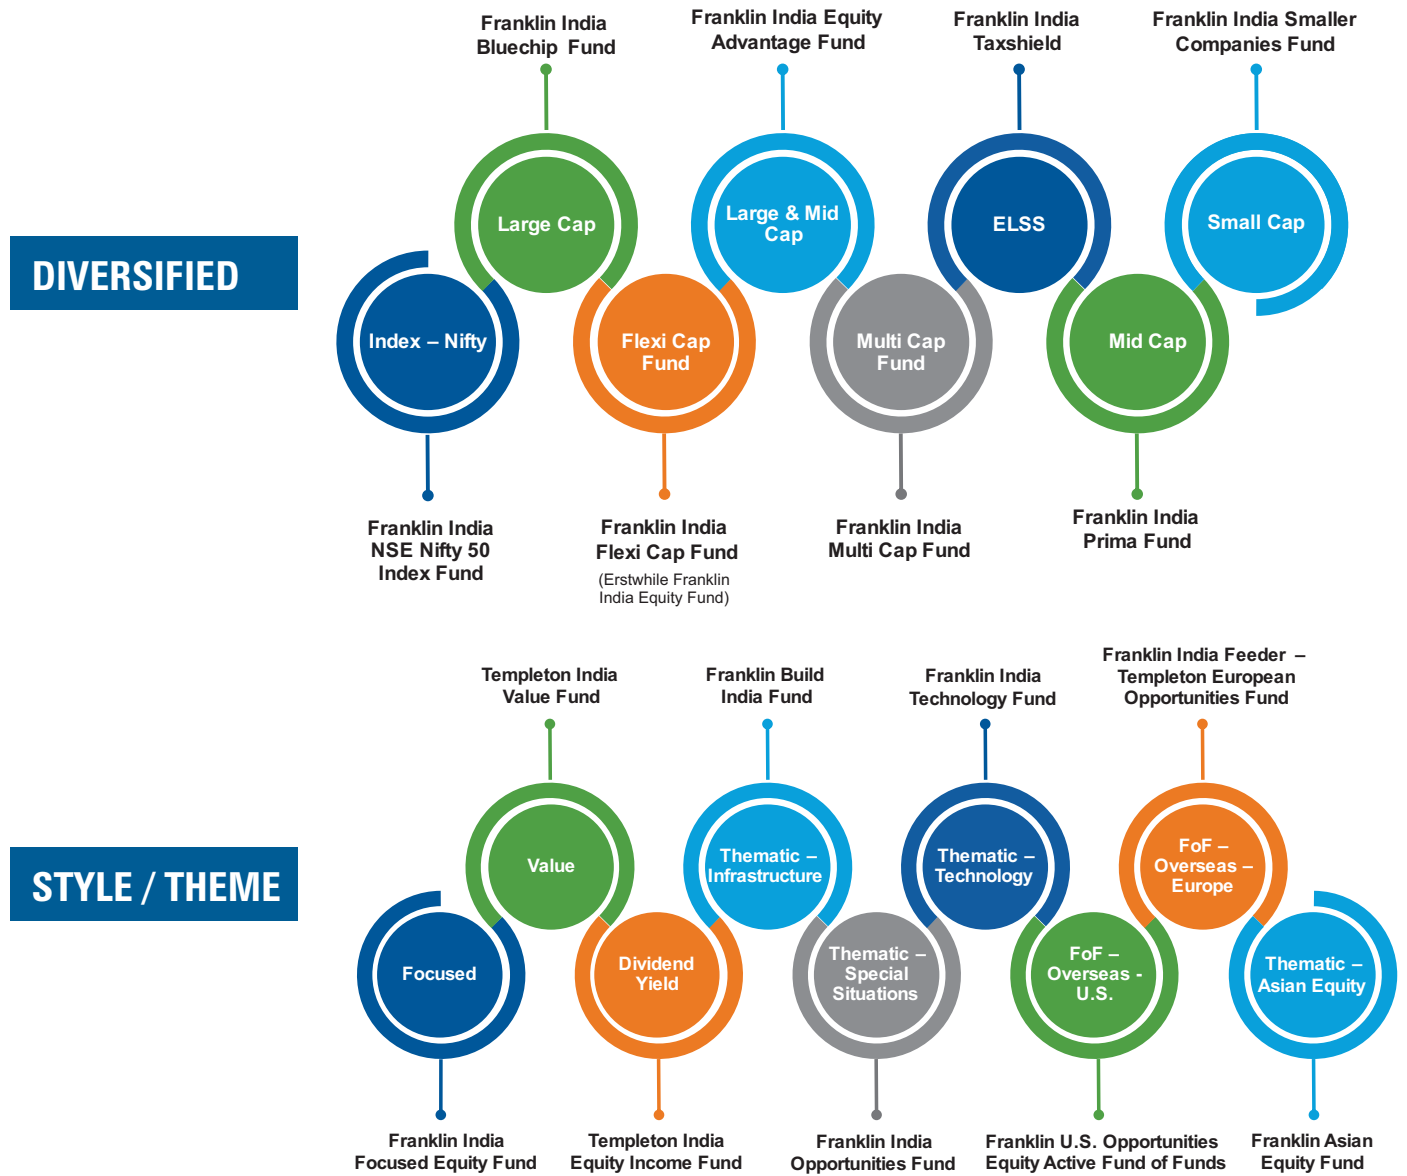 Franklin India
Bluechip  Fund
Franklin India Equity
Advantage Fund
Franklin India
Taxshield
Franklin India Smaller
Companies Fund
DIVERSIFIED
Index – Nifty
Large Cap
Flexi Cap
Fund
Large & Mid
Cap
Multi Cap
Fund
ELSS
Mid Cap
Small Cap
Franklin India
NSE Nifty 50
Index Fund
Franklin India
Flexi Cap Fund
(Erstwhile Franklin
India Equity Fund)
Franklin India
Multi Cap Fund
Franklin India
Prima Fund
Templeton India
Value Fund
Franklin Build
India Fund
Franklin India
Technology Fund
Franklin India Feeder –
Templeton European
Opportunities Fund
STYLE / THEME
Focused
Value
Dividend
Yield
Thematic –
Infrastructure
Thematic –
Special
Situations
Thematic –
Technology
FoF –
Overseas -
U.S.
FoF –
Overseas –
Europe
Thematic –
Asian Equity
Franklin India
Focused Equity Fund
Templeton India
Equity Income Fund
Franklin India
Opportunities Fund
Franklin U.S. Opportunities
Equity Active Fund of Funds
Franklin Asian
Equity Fund